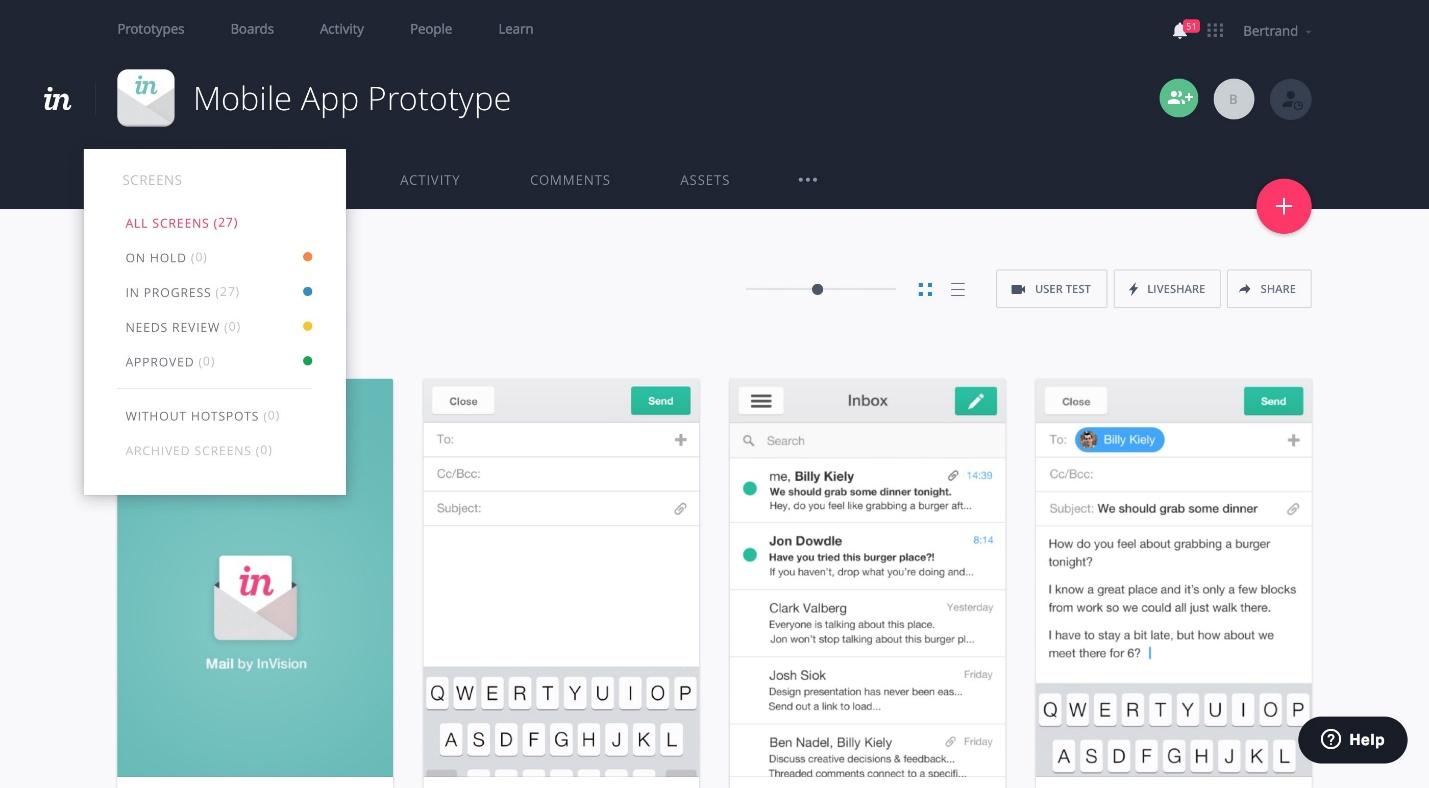 Prototypes Boards Activity People Learn
51 Bertrand
in in Mobile App Prototype B
SCREENS ACTIVITY COMMENTS ASSETS •••
ALL SCREENS (27)
ON HOLD (0)
IN PROGRESS (27)
NEEDS REVIEW (0)
APPROVED (0)
WITHOUT HOTSPOTS (0)
ARCHIVED SCREENS (0)
USER TEST LIVESHARE SHARE
in
Mail by InVision
Close Send
To:
Cc/Bcc:
Subject:
Q W E R T Y U I O P
A S D F G H J K L
Inbox
Search
me, Billy Kiely 14:39
We should grab some dinner tonight.
Hey, do you feel like grabbing a burger aft...
Jon Dowdle 8:14
Have you tried this burger place?!
If you haven't, drop what you're doing and...
Clark Valberg Yesterday
Everyone is talking about this place.
Jon won't stop talking about this burger pl...
Josh Siok Friday
Design presentation has never been eas...
Send out a link to load...
Ben Nadel, Billy Kiely Friday
Discuss creative decisions & feedback...
Threaded comments connect to a specifi...
Close Send
To: Billy Kiely
Cc/Bcc:
Subject: We should grab some dinner
How do you feel about grabbing a burger
tonight?
I know a great place and it's only a few blocks
from work so we could all just walk there.
I have to stay a bit late, but how about we
meet there for 6?
Q W E R T Y U I O P
A S D F G H J K L
Help